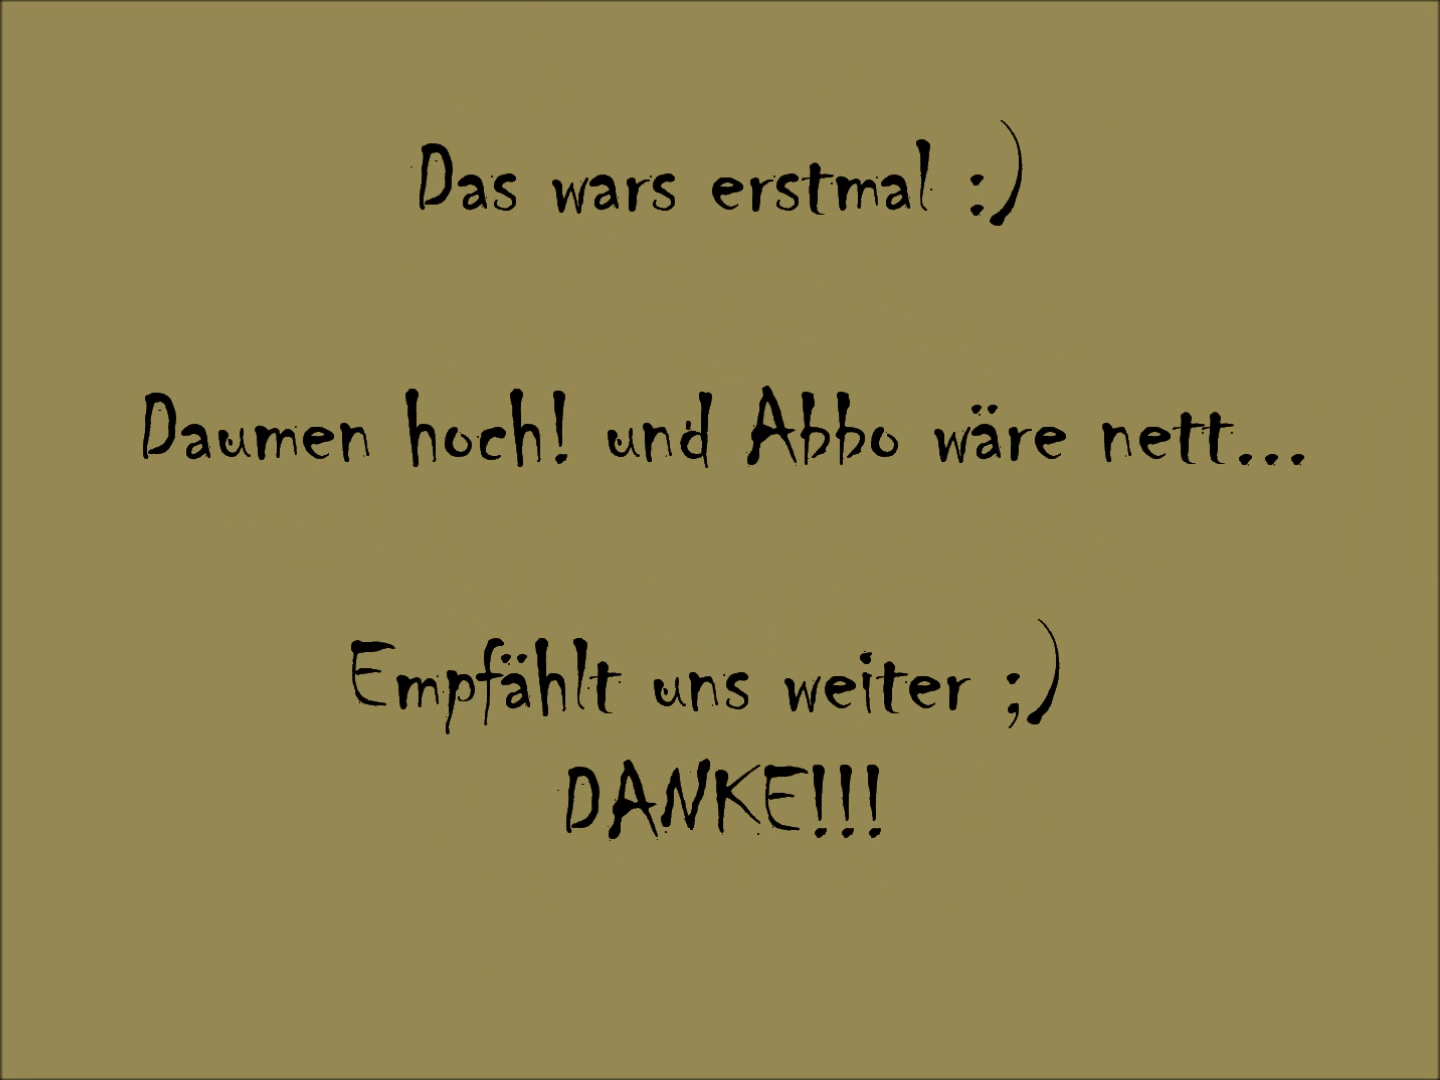 Das wars erstmal :)
Daumen hoch! und Abbo wäre nett...
Empfählt uns weiter ;)
DANKE!!!